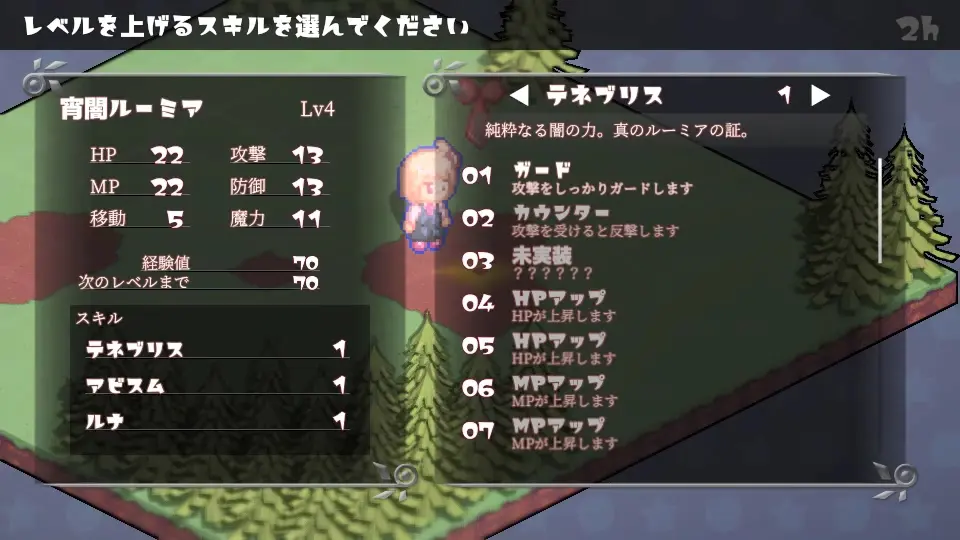 レベルを上げるスキルを選んでください
2h
宵闇ルーミア Lv4
HP 22 攻撃 13
MP 22 防御 13
移動 5 魔力 11
経験値 70
次のレベルまで 70
スキル
テネブリス 1
アビスム 1
ルナ 1
◀ テネブリス 1 ▶
純粋なる闇の力。真のルーミアの証。
01 ガード
攻撃をしっかりガードします
02 カウンター
攻撃を受けると反撃します
03 未実装
??????
04 HPアップ
HPが上昇します
05 HPアップ
HPが上昇します
06 MPアップ
MPが上昇します
07 MPアップ
MPが上昇します